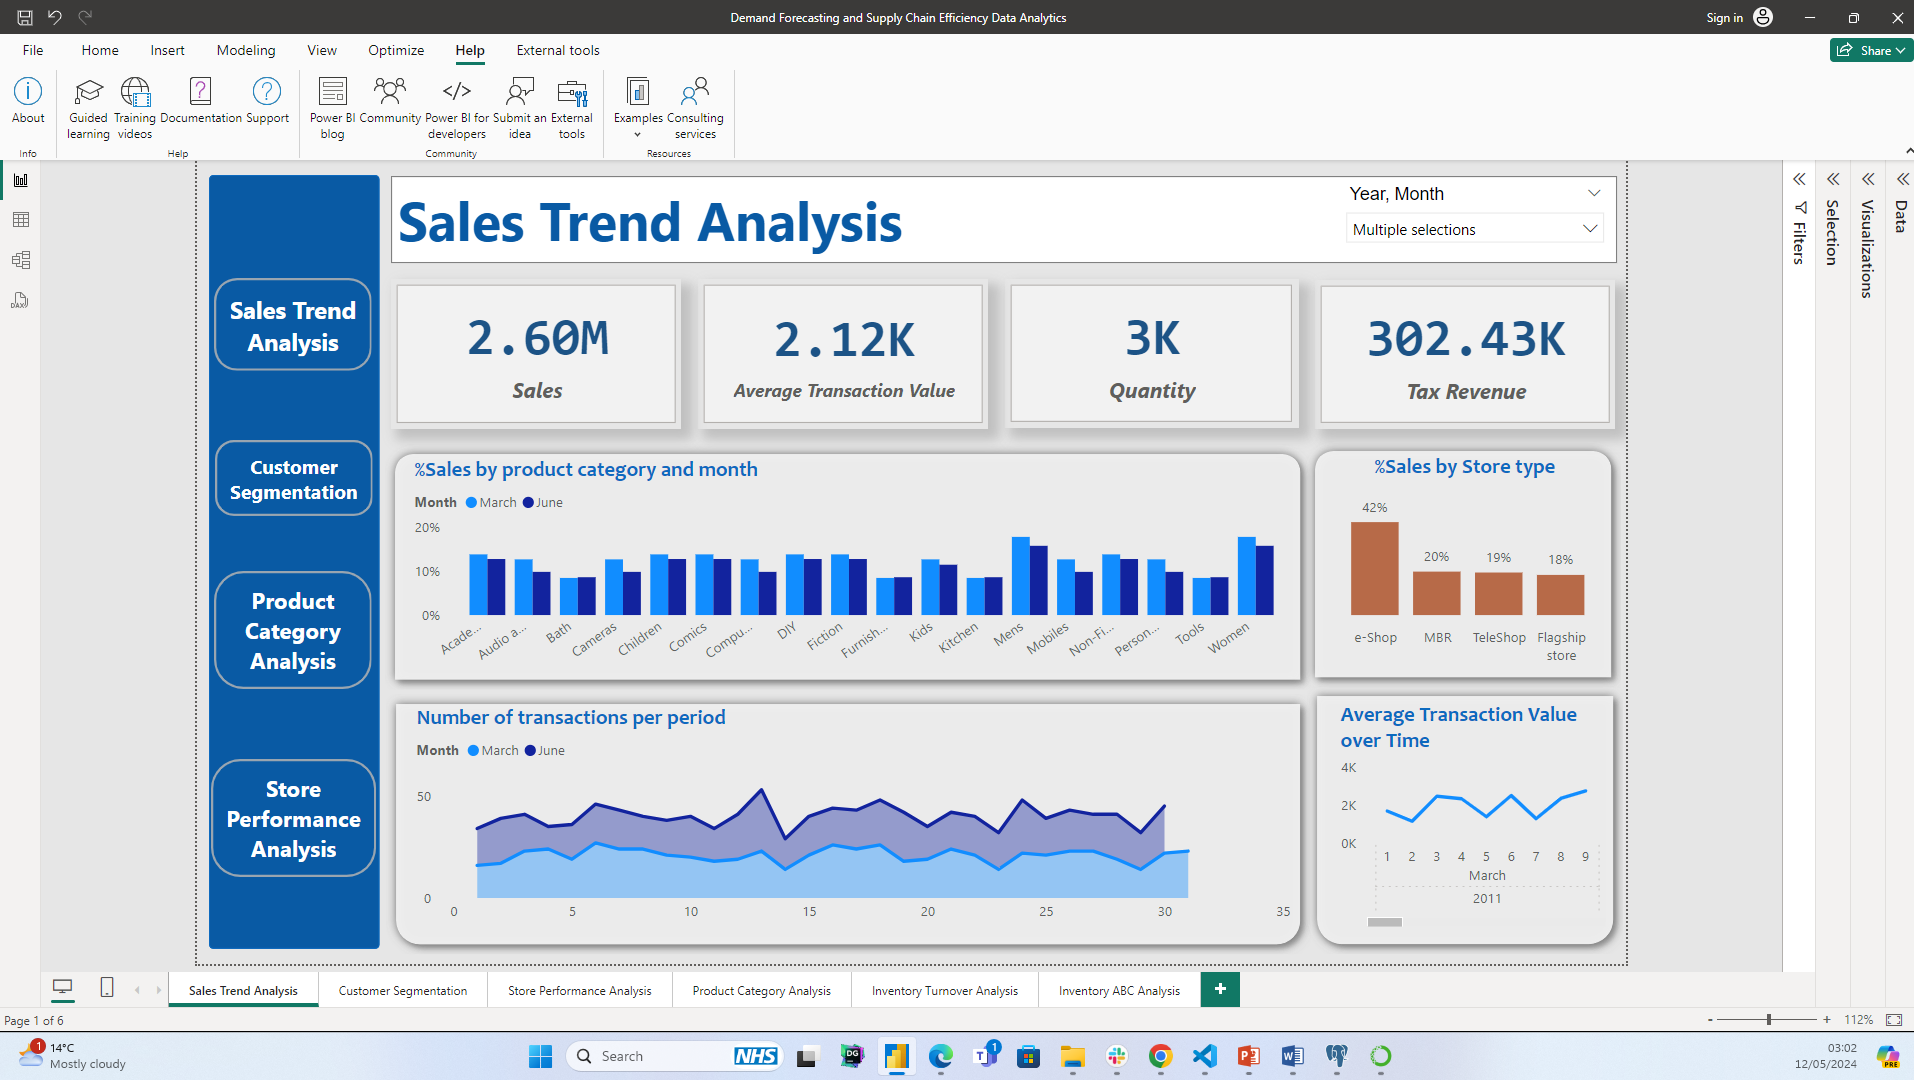 Demand Forecasting and Supply Chain Efficiency Data Analytics
Sign in
File Home Insert Modeling View Optimize Help External tools
Share
About
Guided learning
Training videos
Documentation
Support
Power BI blog
Community
Power BI for developers
Submit an idea
External tools
Examples
Consulting services
Info
Help
Community
Resources
Sales Trend Analysis
Year, Month
Multiple selections
Filters
Selection
Visualizations
Data
Sales Trend
Analysis
Customer
Segmentation
Product
Category
Analysis
Store
Performance
Analysis
2.60M
Sales
2.12K
Average Transaction Value
3K
Quantity
302.43K
Tax Revenue
%Sales by product category and month
Month March June
20%
10%
0%
Acade... Audio a... Bath Cameras Children Comics Compu... DIY Fiction Furnish... Kids Kitchen Mens Mobiles Non-Fi... Person... Tools Women
%Sales by Store type
42%
20%
19%
18%
e-Shop MBR TeleShop Flagship
store
Number of transactions per period
Month March June
50
0
0 5 10 15 20 25 30 35
Average Transaction Value
over Time
4K
2K
0K
1 2 3 4 5 6 7 8 9
March
2011
Sales Trend Analysis
Customer Segmentation
Store Performance Analysis
Product Category Analysis
Inventory Turnover Analysis
Inventory ABC Analysis
+
Page 1 of 6
- + 112%
1
14°C
Mostly cloudy
Search
NHS
DG
1
03:02
12/05/2024
PRE